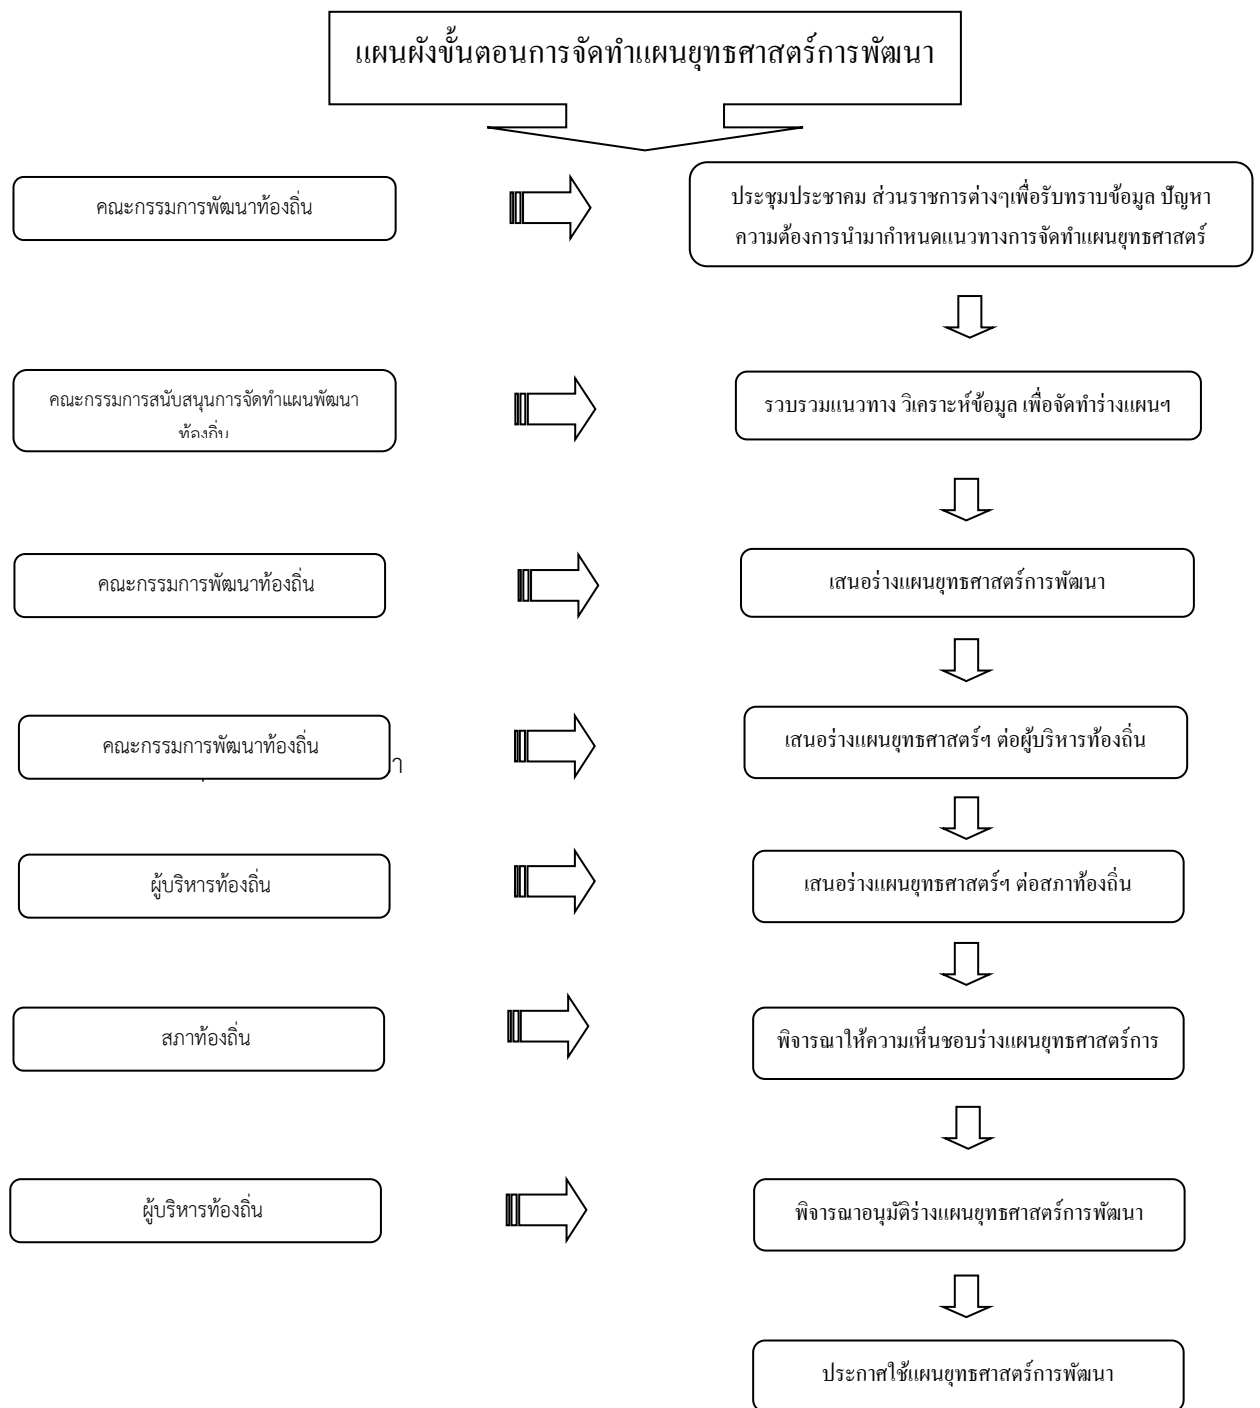 แผนผังขั้นตอนการจัดทำแผนยุทธศาสตร์การพัฒนา
คณะกรรมการพัฒนาท้องถิ่น
ประชุมประชาคม ส่วนราชการต่างๆเพื่อรับทราบข้อมูล ปัญหา
ความต้องการนำมากำหนดแนวทางการจัดทำแผนยุทธศาสตร์
คณะกรรมการสนับสนุนการจัดทำแผนพัฒนา
ท้องถิ่น
รวบรวมแนวทาง วิเคราะห์ข้อมูล เพื่อจัดทำร่างแผนฯ
คณะกรรมการพัฒนาท้องถิ่น
เสนอร่างแผนยุทธศาสตร์การพัฒนา
คณะกรรมการพัฒนาท้องถิ่น
า
เสนอร่างแผนยุทธศาสตร์ฯ ต่อผู้บริหารท้องถิ่น
ผู้บริหารท้องถิ่น
เสนอร่างแผนยุทธศาสตร์ฯ ต่อสภาท้องถิ่น
สภาท้องถิ่น
พิจารณาให้ความเห็นชอบร่างแผนยุทธศาสตร์การ
ผู้บริหารท้องถิ่น
พิจารณาอนุมัติร่างแผนยุทธศาสตร์การพัฒนา
ประกาศใช้แผนยุทธศาสตร์การพัฒนา